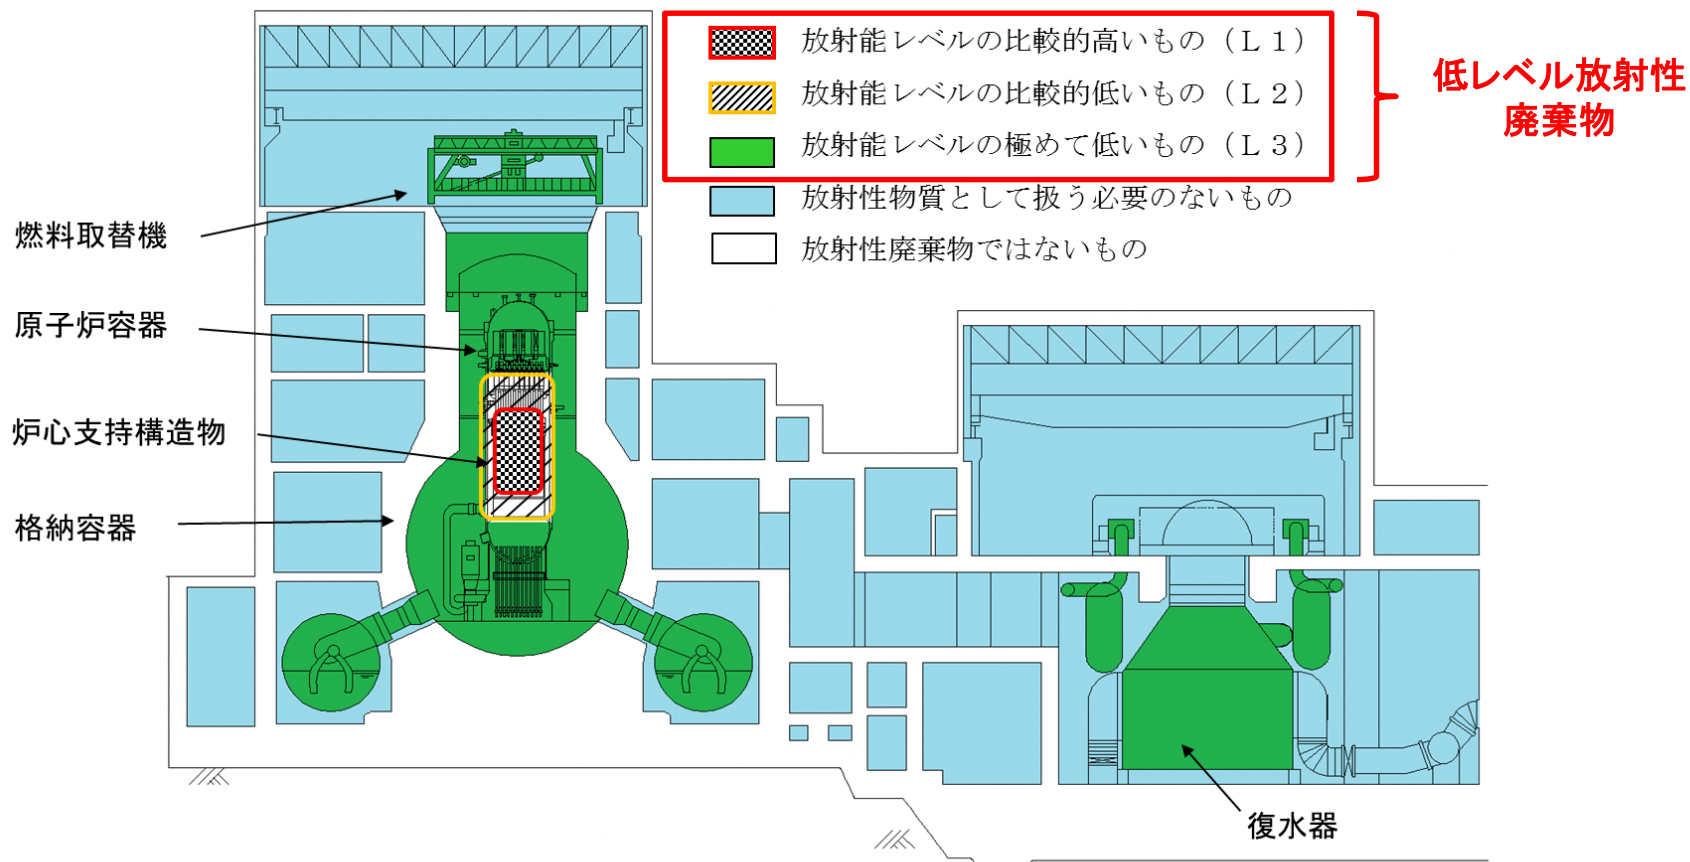 放射能レベルの比較的高いもの（Ｌ１）
放射能レベルの比較的低いもの（Ｌ２）
放射能レベルの極めて低いもの（Ｌ３）
放射性物質として扱う必要のないもの
放射性廃棄物ではないもの
低レベル放射性
廃棄物
燃料取替機
原子炉容器
炉心支持構造物
格納容器
復水器